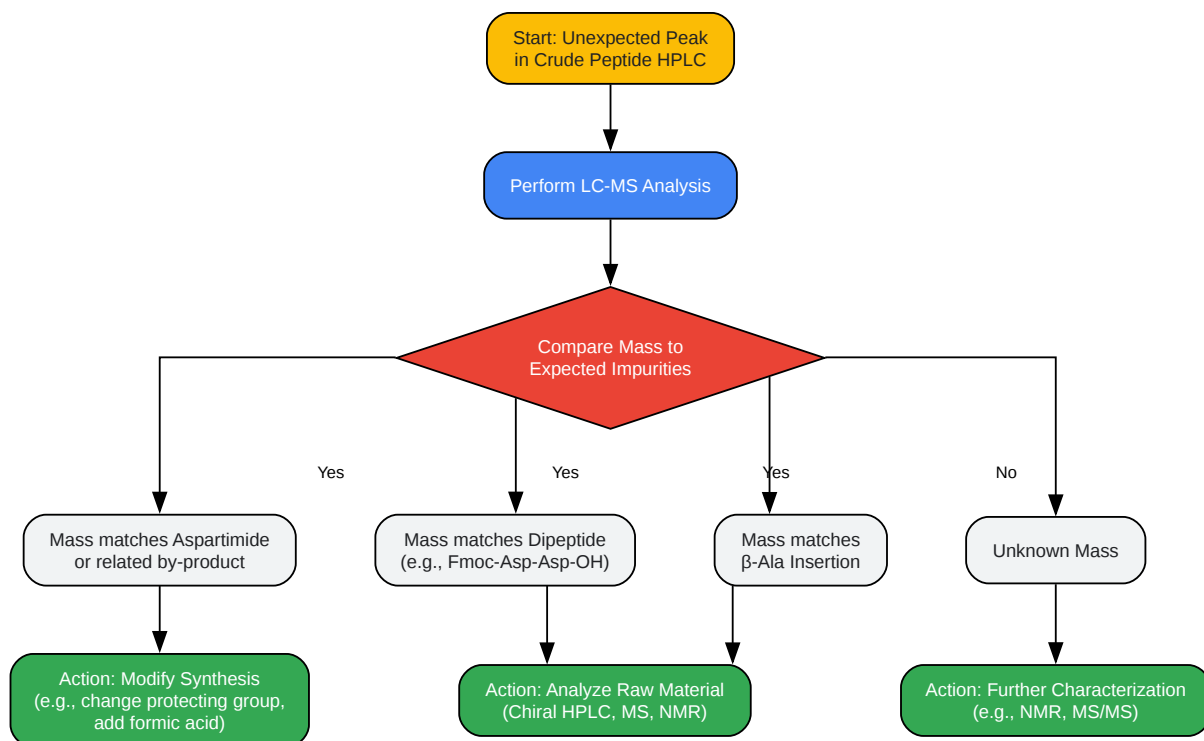 Start: Unexpected Peak
in Crude Peptide HPLC
Perform LC-MS Analysis
Compare Mass to
Expected Impurities
Yes
Yes
Yes
No
Mass matches Aspartimide
or related by-product
Mass matches Dipeptide
(e.g., Fmoc-Asp-Asp-OH)
Mass matches
β-Ala Insertion
Unknown Mass
Action: Modify Synthesis
(e.g., change protecting group,
add formic acid)
Action: Analyze Raw Material
(Chiral HPLC, MS, NMR)
Action: Further Characterization
(e.g., NMR, MS/MS)